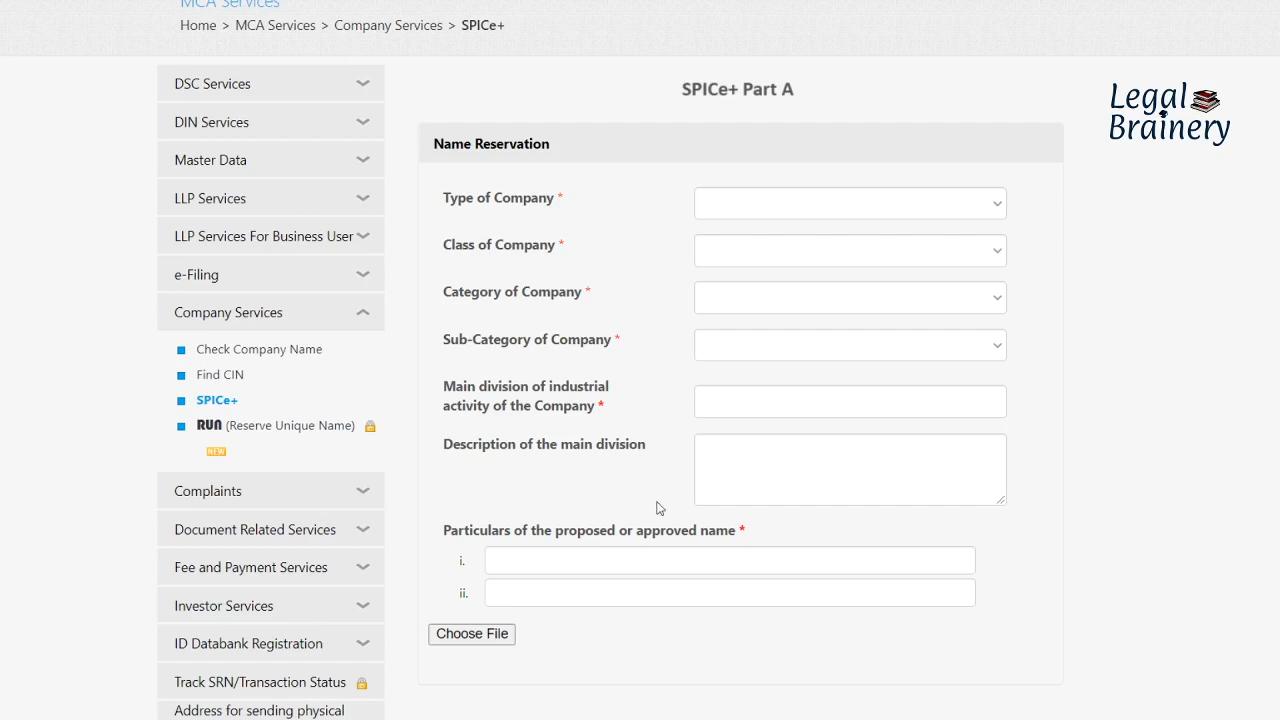 MCA Services
Home > MCA Services > Company Services > SPICe+
DSC Services
DIN Services
Master Data
LLP Services
LLP Services For Business User
e-Filing
Company Services
Check Company Name
Find CIN
SPICe+
RUN (Reserve Unique Name)
NEW
Complaints
Document Related Services
Fee and Payment Services
Investor Services
ID Databank Registration
Track SRN/Transaction Status
Address for sending physical
SPICe+ Part A
Name Reservation
Type of Company *
Class of Company *
Category of Company *
Sub-Category of Company *
Main division of industrial
activity of the Company *
Description of the main division
Particulars of the proposed or approved name *
i.
ii.
Choose File
Legal
Brainery